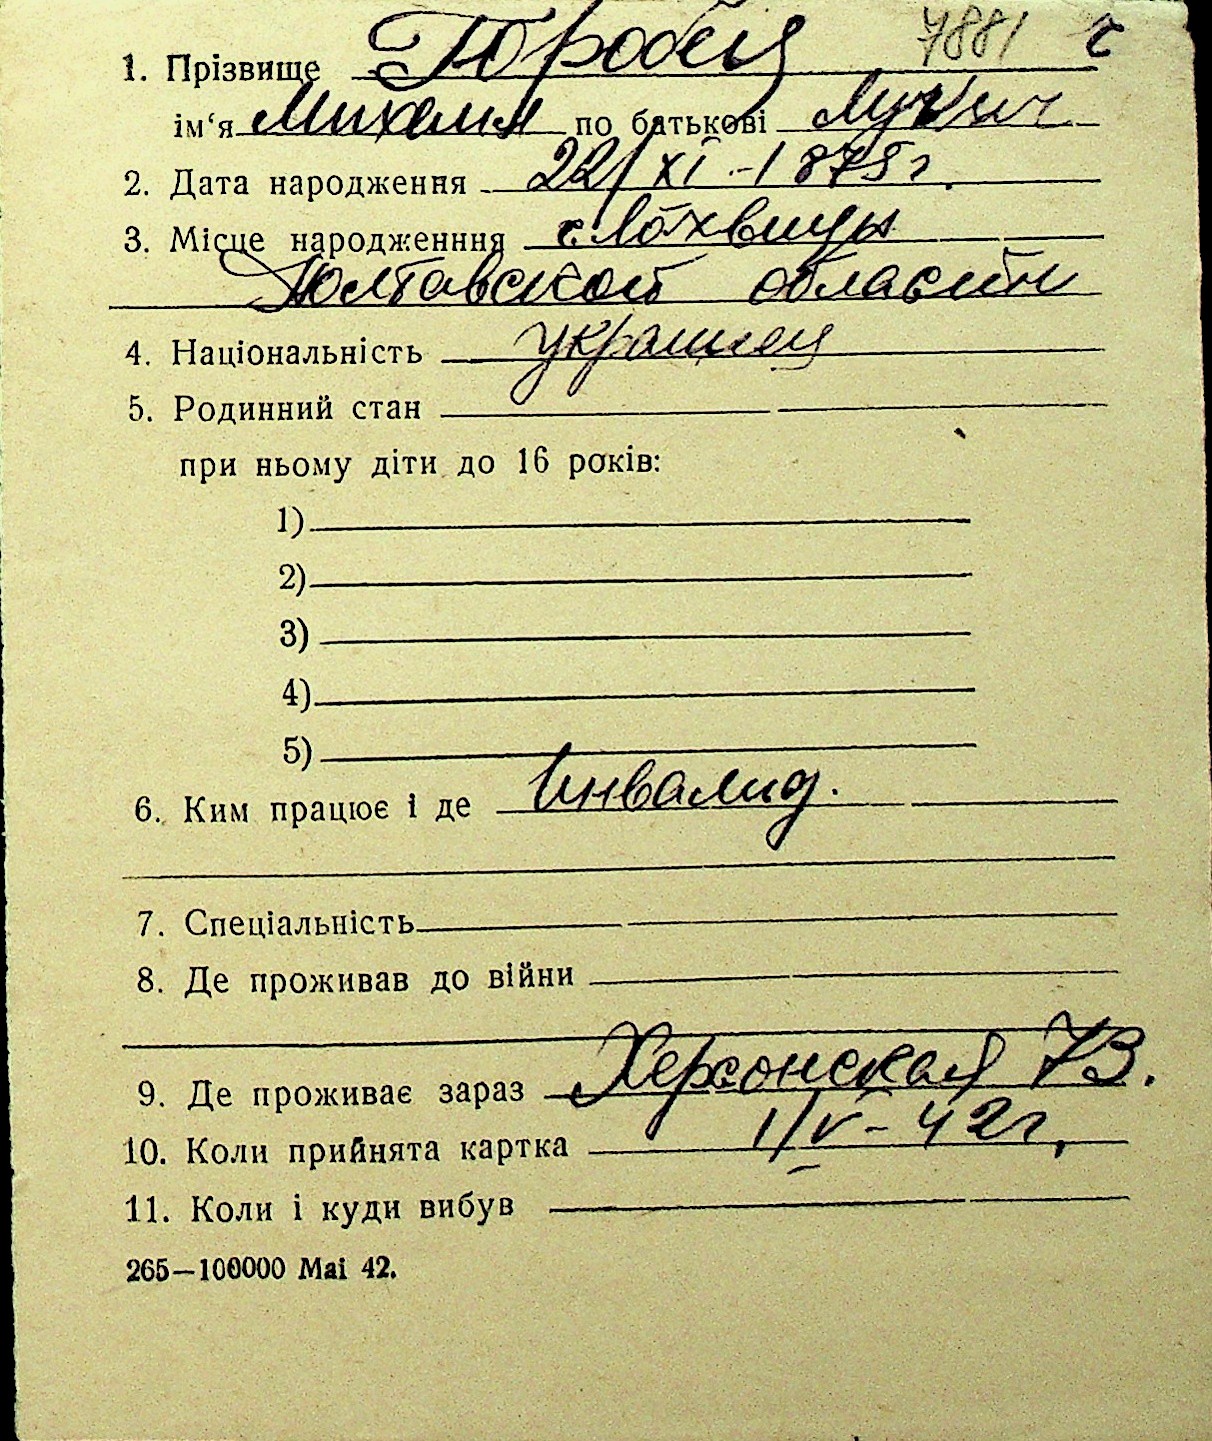 7881 с
1. Прізвище Горобец
ім‘я Михаил по батькові Лукич
2. Дата народження 22/XI - 1875 г.
3. Місце народженння с. Лохвицы
Полтавской области
4. Національність украинец
5. Родинний стан
при ньому діти до 16 років:
1)
2)
3)
4)
5)
6. Ким працює і де Инвалид.
7. Спеціальність
8. Де проживав до війни
9. Де проживає зараз Херсонская 73.
10. Коли прийнята картка 1/V - 42 г.
11. Коли і куди вибув
265—100000 Mai 42.